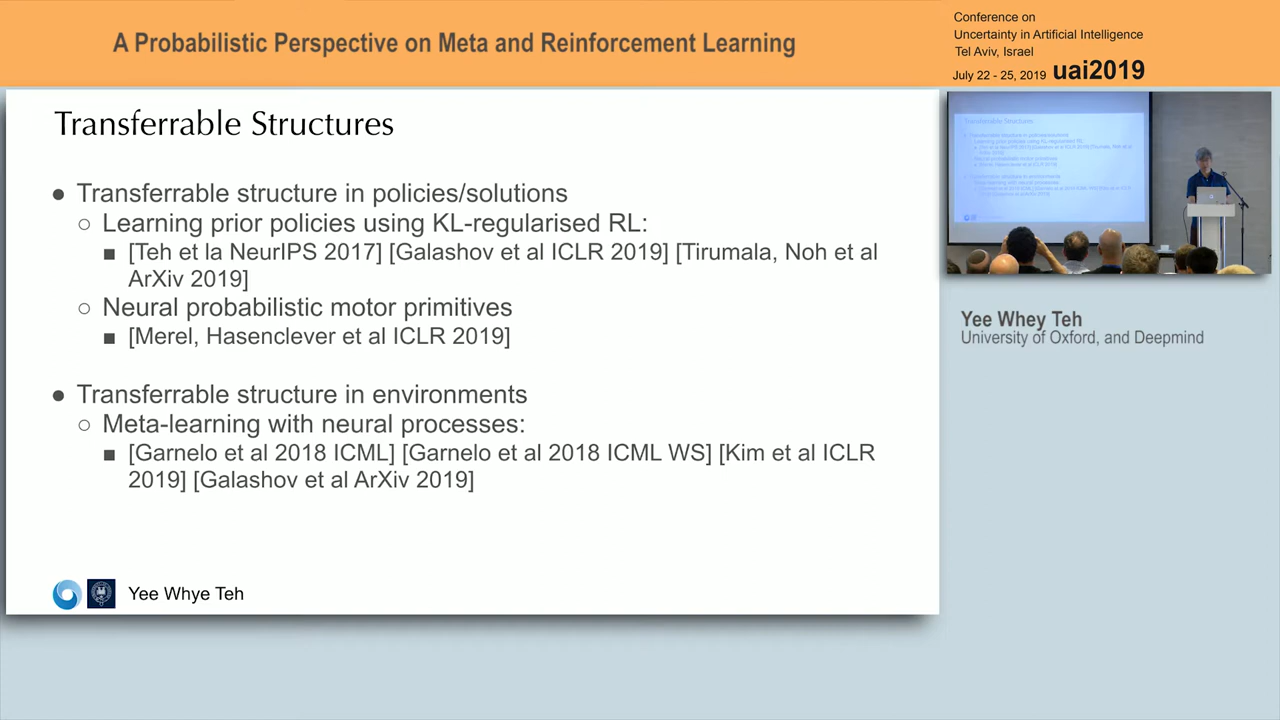 A Probabilistic Perspective on Meta and Reinforcement Learning
Conference on
Uncertainty in Artificial Intelligence
Tel Aviv, Israel
July 22 - 25, 2019 uai2019
Transferrable Structures
● Transferrable structure in policies/solutions
○ Learning prior policies using KL-regularised RL:
■ [Teh et la NeurIPS 2017] [Galashov et al ICLR 2019] [Tirumala, Noh et al
ArXiv 2019]
○ Neural probabilistic motor primitives
■ [Merel, Hasenclever et al ICLR 2019]
● Transferrable structure in environments
○ Meta-learning with neural processes:
■ [Garnelo et al 2018 ICML] [Garnelo et al 2018 ICML WS] [Kim et al ICLR
2019] [Galashov et al ArXiv 2019]
Yee Whye Teh
Transferrable Structures
Yee Whey Teh
University of Oxford, and Deepmind